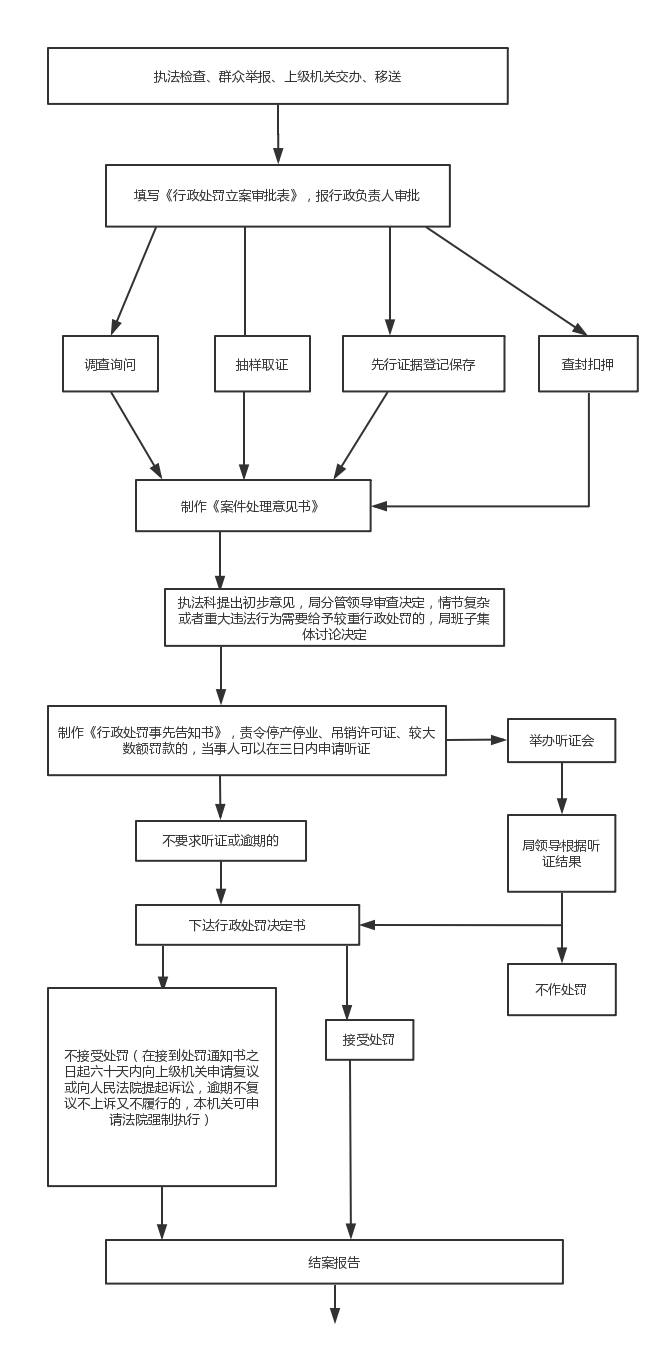 执法检查、群众举报、上级机关交办、移送
填写《行政处罚立案审批表》，报行政负责人审批
调查询问
抽样取证
先行证据登记保存
查封扣押
制作《案件处理意见书》
执法科提出初步意见，局分管领导审查决定，情节复杂
或者重大违法行为需要给予较重行政处罚的，局班子集
体讨论决定
制作《行政处罚事先告知书》，责令停产停业、吊销许可证、较大
数额罚款的，当事人可以在三日内申请听证
举办听证会
不要求听证或逾期的
局领导根据听
证结果
下达行政处罚决定书
不作处罚
不接受处罚（在接到处罚通知书之
日起六十天内向上级机关申请复议
或向人民法院提起诉讼，逾期不复
议不上诉又不履行的，本机关可申
请法院强制执行）
接受处罚
结案报告